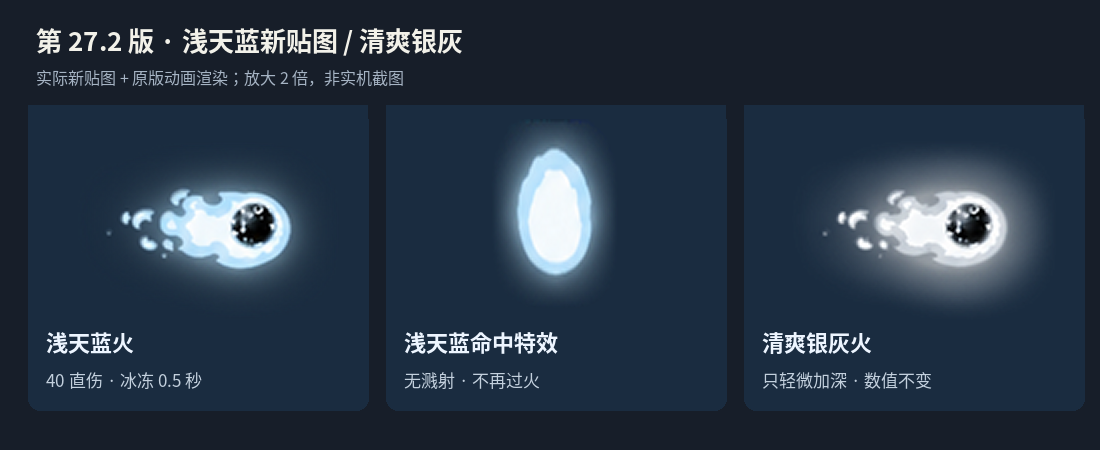 第 27.2 版 · 浅天蓝新贴图 / 清爽银灰
实际新贴图 + 原版动画渲染；放大 2 倍，非实机截图
浅天蓝火
40 直伤 · 冰冻 0.5 秒
浅天蓝命中特效
无溅射 · 不再过火
清爽银灰火
只轻微加深 · 数值不变